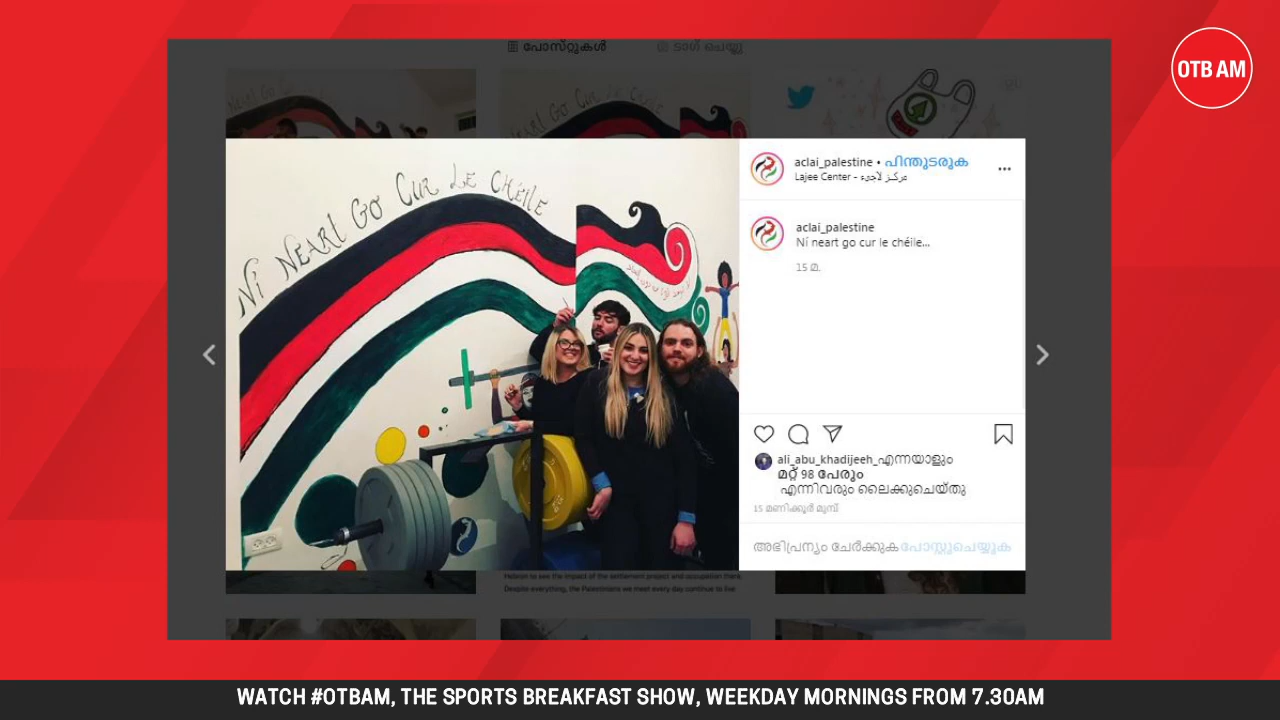 OTB AM
പോസ്റ്റുകൾ
ടാഗ് ചെയ്തു
NÍ NEART GO CUR LE CHÉILE
aclai_palestine • പിന്തുടരുക
Lajee Center - مركز لاجىء
aclai_palestine
Ní neart go cur le chéile...
15 മ.
ali_abu_khadijeeh_എന്നയാളും
മറ്റ് 98 പേരും
എന്നിവരും ലൈക്കുചെയ്തു
15 മണിക്കൂർ മുമ്പ്
അഭിപ്രായം ചേർക്കുക പോസ്റ്റുചെയ്യുക
Hebron to see the impact of the settlement project and occupation there.
Despite everything, the Palestinians we meet every day continue to live
WATCH #OTBAM, THE SPORTS BREAKFAST SHOW, WEEKDAY MORNINGS FROM 7.30AM